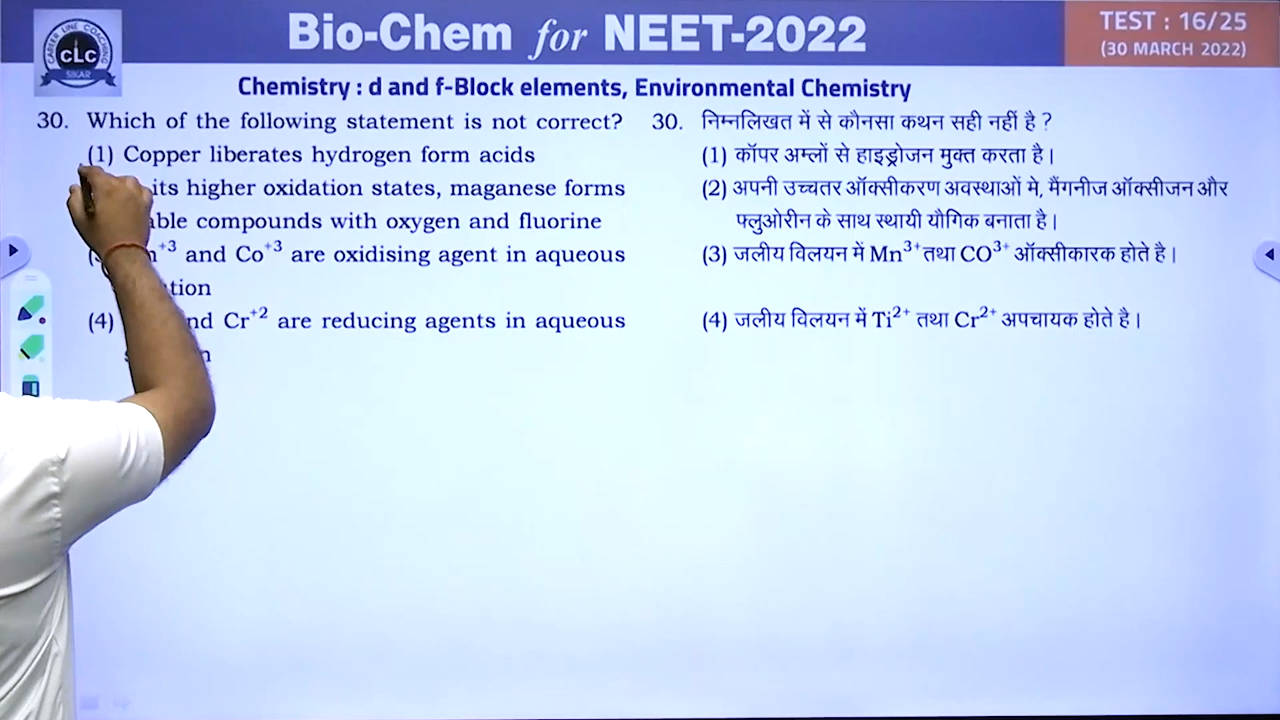 Bio-Chem for NEET-2022
TEST : 16/25
(30 MARCH 2022)
CAREER LINE COACHING
CLC
SIKAR
Chemistry : d and f-Block elements, Environmental Chemistry
30. Which of the following statement is not correct?
(1) Copper liberates hydrogen form acids
its higher oxidation states, maganese forms
compounds with oxygen and fluorine
and Co⁺³ are oxidising agent in aqueous
(4) Cr⁺² are reducing agents in aqueous
30. निम्नलिखत में से कौनसा कथन सही नहीं है ?
(1) कॉपर अम्लों से हाइड्रोजन मुक्त करता है।
(2) अपनी उच्चतर ऑक्सीकरण अवस्थाओं मे, मैंगनीज ऑक्सीजन और
फ्लुओरीन के साथ स्थायी यौगिक बनाता है।
(3) जलीय विलयन में Mn³⁺ तथा CO³⁺ ऑक्सीकारक होते है।
(4) जलीय विलयन में Ti²⁺ तथा Cr²⁺ अपचायक होते है।